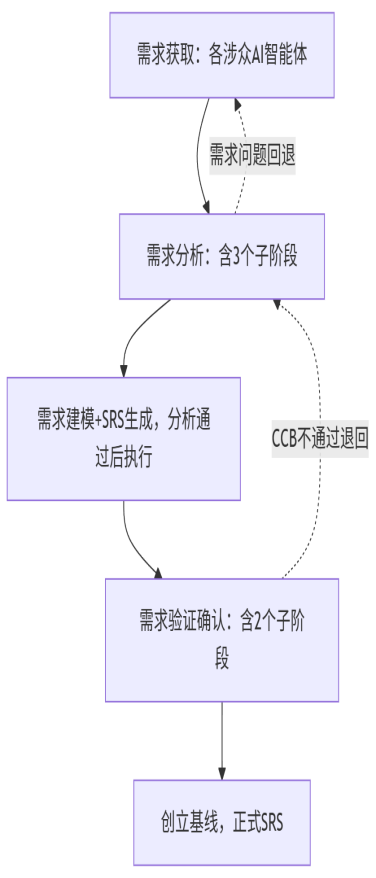 需求获取：各涉众AI智能体
需求问题回退
需求分析：含3个子阶段
需求建模+SRS生成，分析通
过后执行
CCB不通过退回
需求验证确认：含2个子阶
段
创立基线，正式SRS